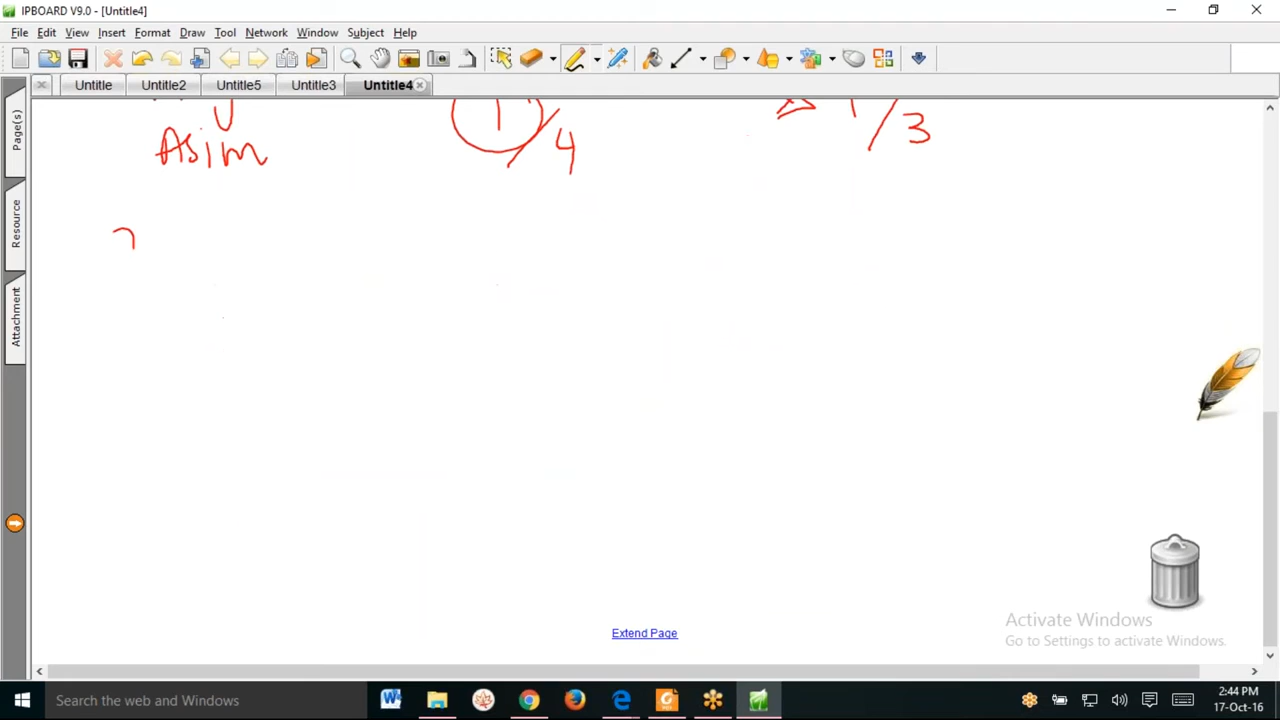 IPBOARD V9.0 - [Untitle4]
File Edit View Insert Format Draw Tool Network Window Subject Help
Untitle Untitle2 Untitle5 Untitle3 Untitle4
Page(s)
Resource
Attachment
Asim 1/4 /3
Extend Page
Activate Windows
Go to Settings to activate Windows.
Search the web and Windows
2:44 PM
17-Oct-16